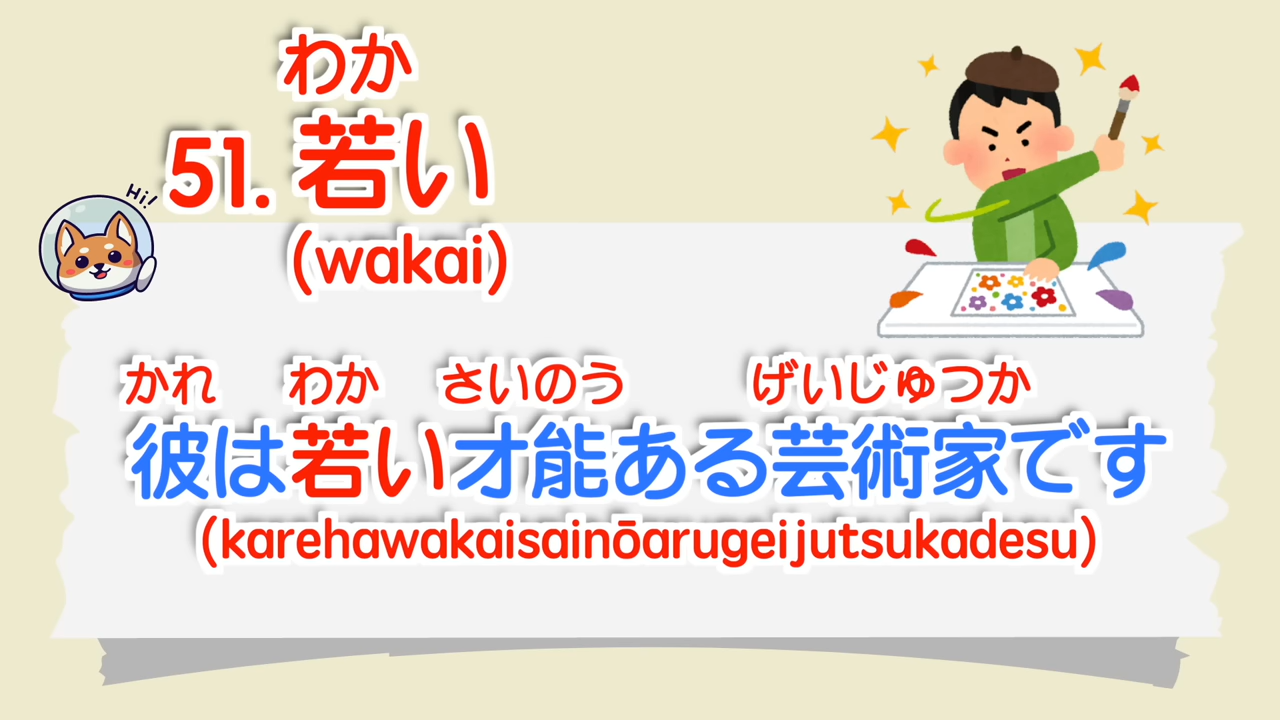 わか
51. 若い
Hi!
(wakai)
かれ わか さいのう げいじゅつか
彼は若い才能ある芸術家です
(karehawakaisainōarugeijutsukadesu)